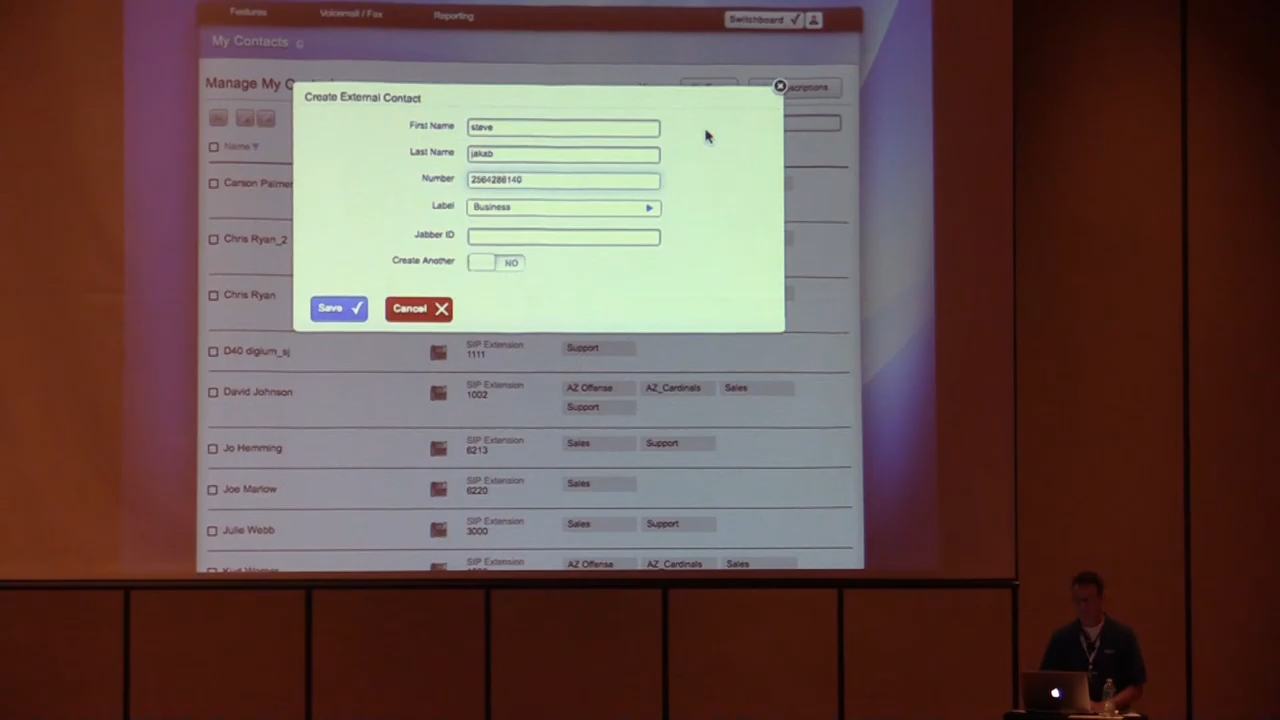 Features Voicemail / Fax Reporting Switchboard
My Contacts
Manage My
Create External Contact
First Name steve
Last Name jakab
Number 2564286140
Label Business
Jabber ID
Create Another NO
Save Cancel
Name
Carson Palmer
Chris Ryan_2
Chris Ryan
D40 digium_sj SIP Extension 1111 Support
David Johnson SIP Extension 1002 AZ Offense AZ_Cardinals Sales
Support
Jo Hemming SIP Extension 6213 Sales Support
Joe Marlow SIP Extension 6220 Sales
Julie Webb SIP Extension 3000 Sales Support
SIP Extension AZ Offense AZ_Cardinals Sales